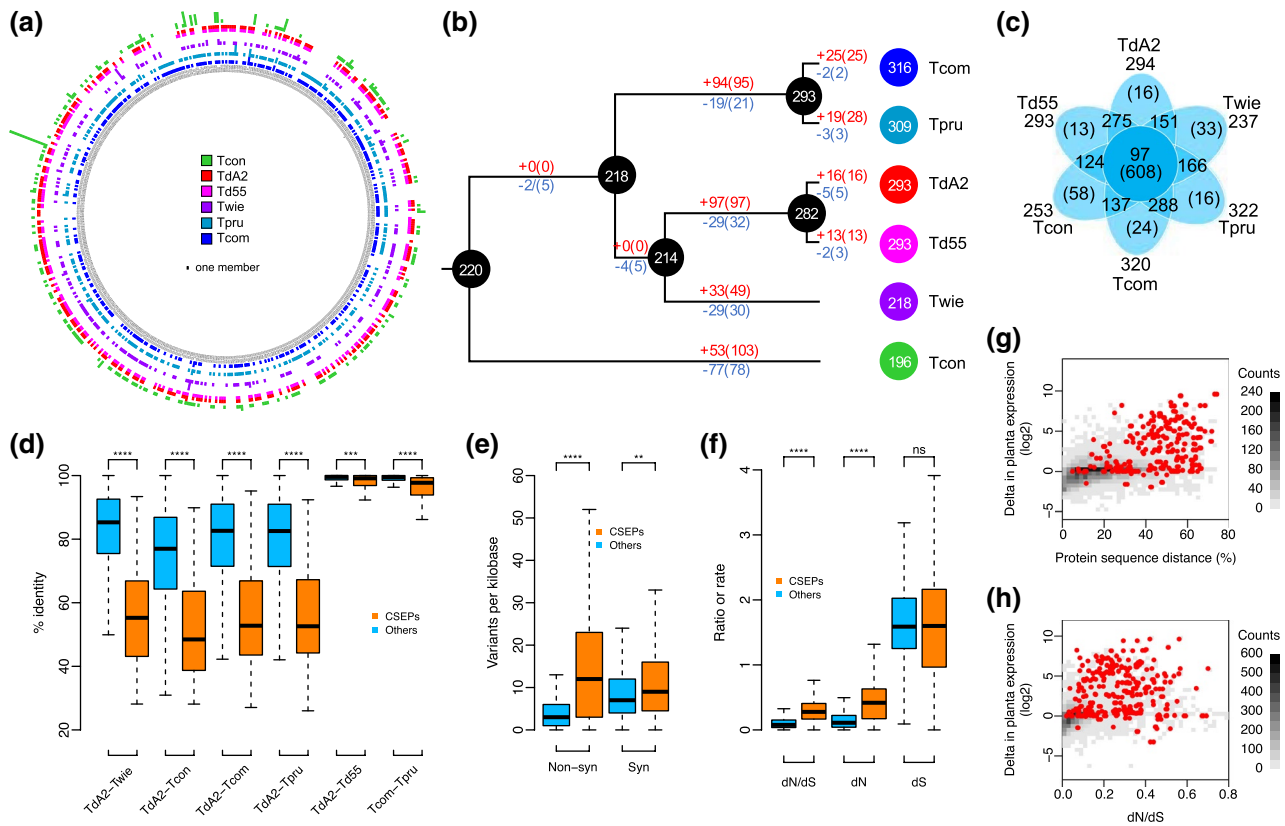 (a)
Tcon
TdA2
Td55
Twie
Tpru
Tcom
one member
(b)
+25(25)
-2(2)
316 Tcom
+94(95)
-19(21)
293
+19(28)
-3(3)
309 Tpru
+0(0)
-2/(5)
218
+16(16)
-5(5)
293 TdA2
+97(97)
-29(32)
282
+13(13)
-2(3)
293 Td55
+0(0)
-4(5)
214
220
+33(49)
-29(30)
218 Twie
+53(103)
-77(78)
196 Tcon
(c)
TdA2
294
Td55
293
Twie
237
(16)
(13)
275
151
(33)
97
(608)
124
166
(58)
137
288
(16)
253
Tcon
322
Tpru
(24)
320
Tcom
(d)
% identity
100
80
60
40
20
****
****
****
****
***
****
CSEPs
Others
TdA2−Twie
TdA2−Tcon
TdA2−Tcom
TdA2−Tpru
TdA2−Td55
Tcom−Tpru
(e)
Variants per kilobase
60
50
40
30
20
10
0
****
**
CSEPs
Others
Non−syn
Syn
(f)
Ratio or rate
4
3
2
1
0
****
****
ns
CSEPs
Others
dN/dS
dN
dS
(g)
Delta in planta expression
(log2)
10
5
0
−5
0 20 40 60 80
Protein sequence distance (%)
Counts
240
200
160
120
80
40
0
(h)
Delta in planta expression
(log2)
10
5
0
−5
0.0 0.2 0.4 0.6 0.8
dN/dS
Counts
600
500
400
300
200
100
0